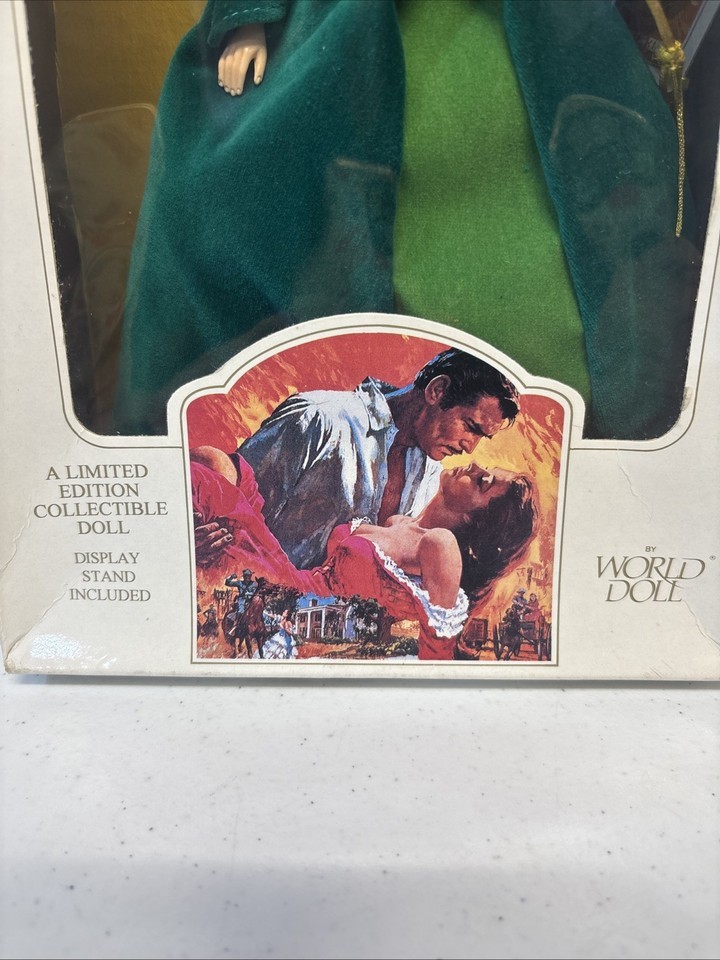 A LIMITED
EDITION
COLLECTIBLE
DOLL
DISPLAY
STAND
INCLUDED
BY
WORLD
DOLL